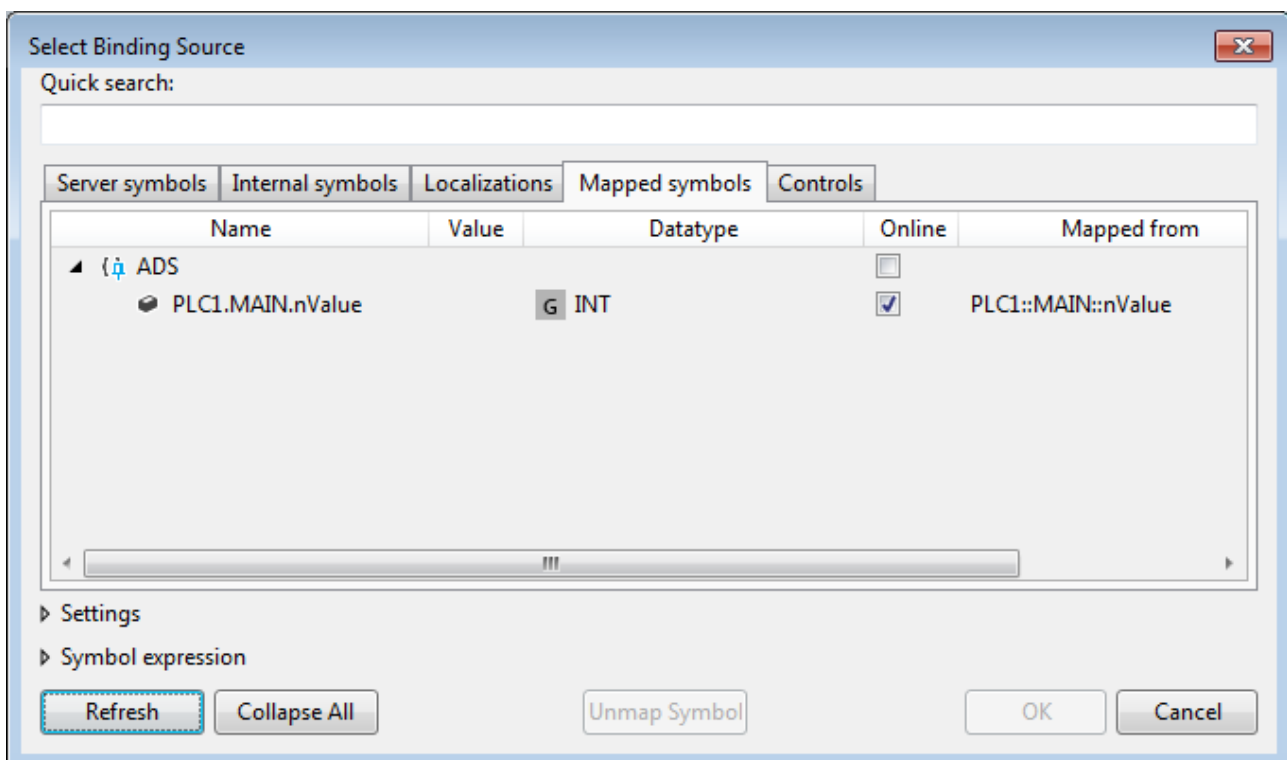 Select Binding Source
Quick search:
Server symbols Internal symbols Localizations Mapped symbols Controls
Name Value Datatype Online Mapped from
ADS
PLC1.MAIN.nValue G INT PLC1::MAIN::nValue
Settings
Symbol expression
Refresh Collapse All Unmap Symbol OK Cancel